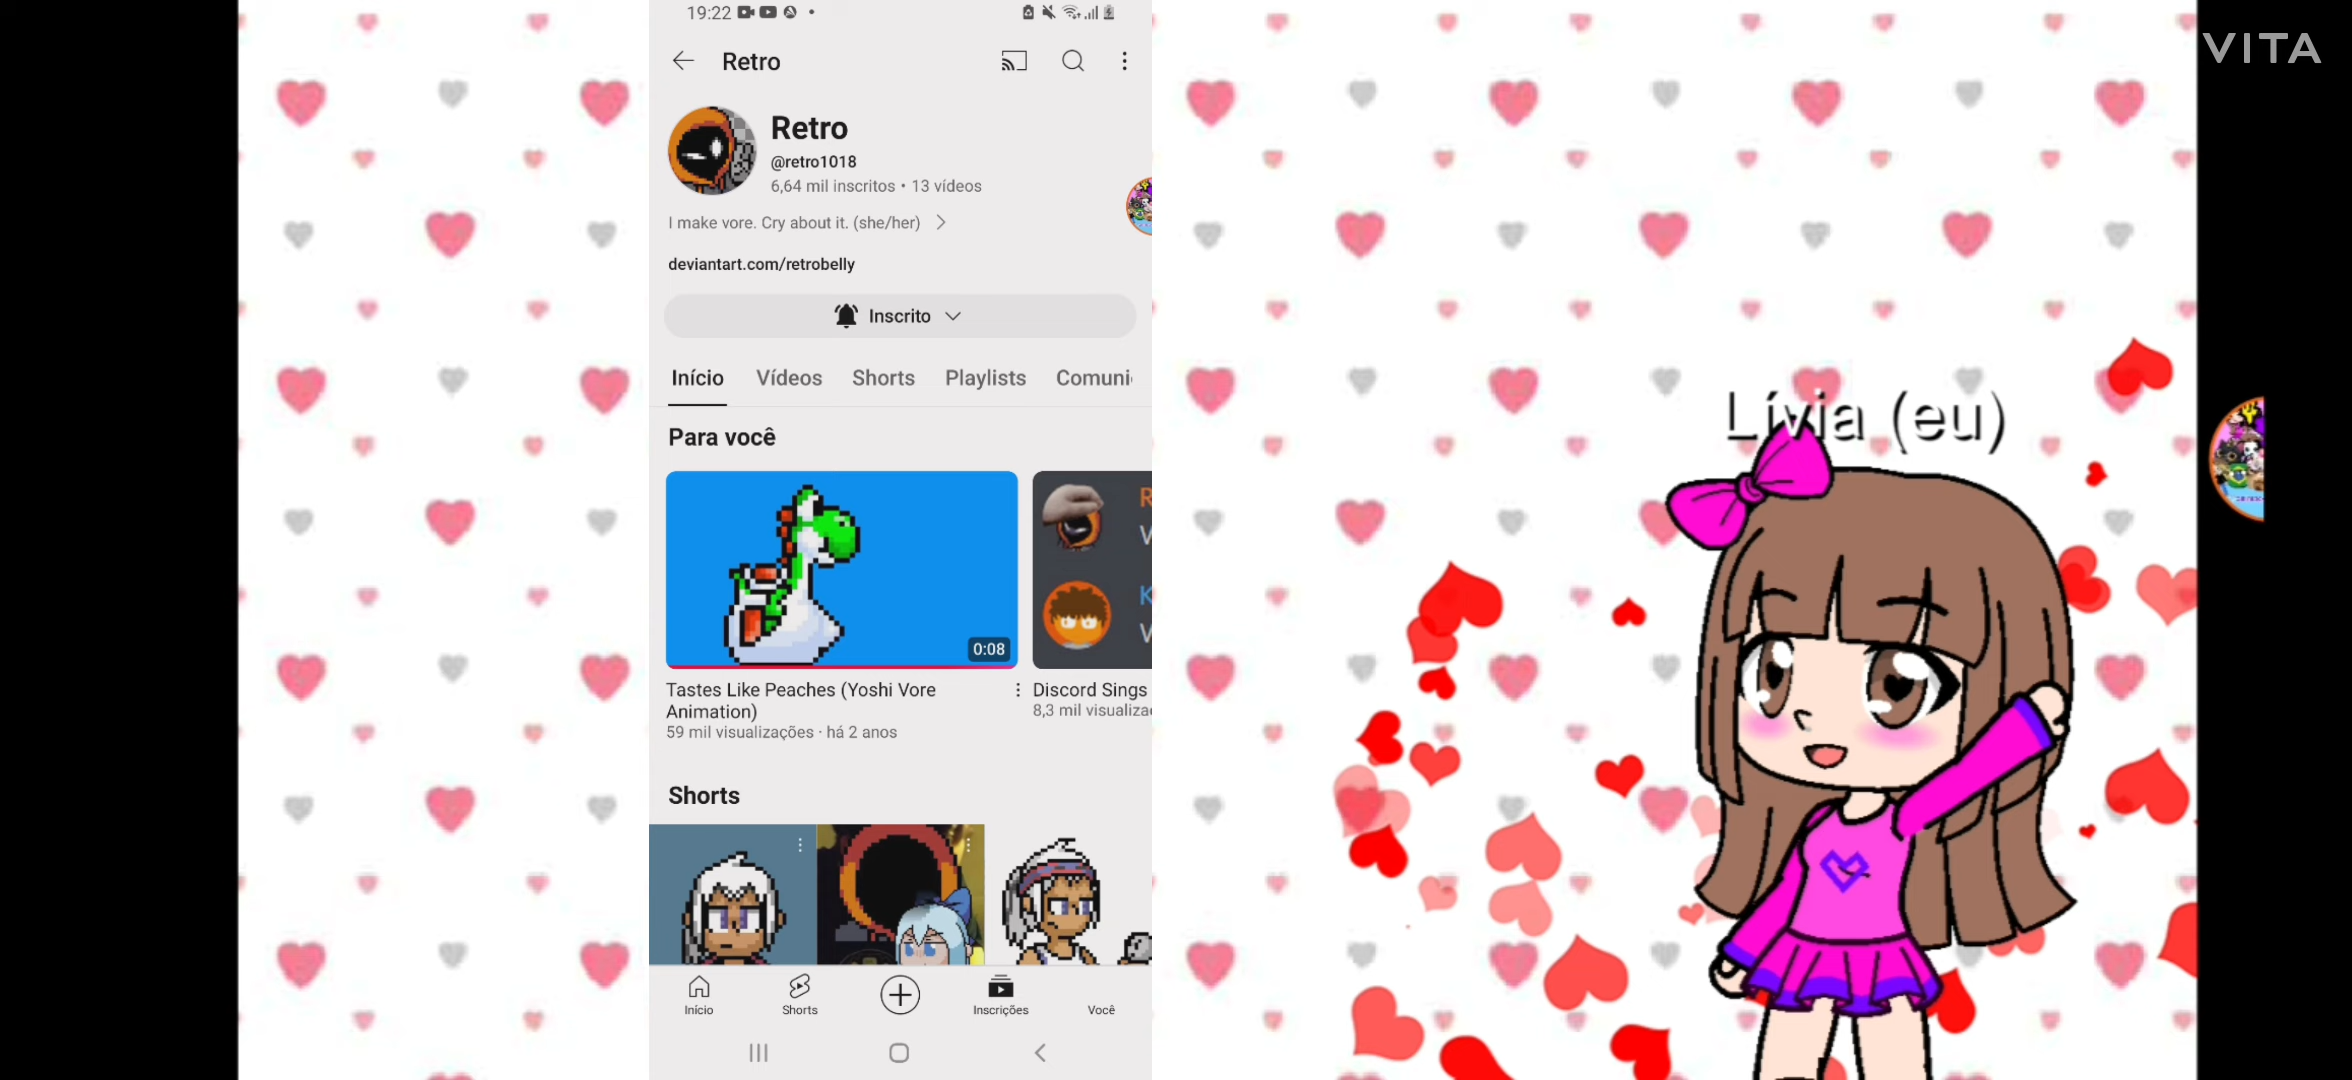 19:22
VITA
Retro
Retro
@retro1018
6,64 mil inscritos • 13 vídeos
I make vore. Cry about it. (she/her)
deviantart.com/retrobelly
Inscrito
Início Vídeos Shorts Playlists Comuni
Para você
Lívia (eu)
0:08
Tastes Like Peaches (Yoshi Vore
Animation)
59 mil visualizações · há 2 anos
Discord Sings
8,3 mil visualiza
Shorts
Início Shorts Inscrições Você